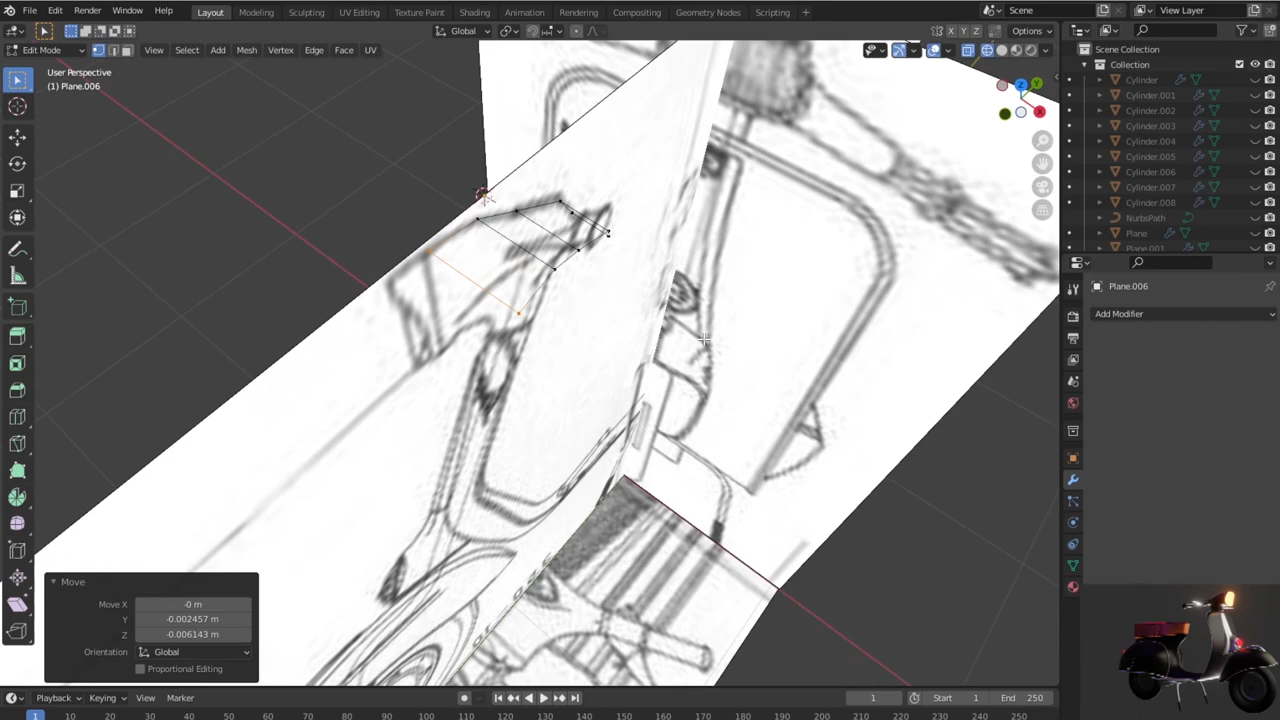 File Edit Render Window Help Layout Modeling Sculpting UV Editing Texture Paint Shading Animation Rendering Compositing Geometry Nodes Scripting + Scene View Layer
Global X Y Z Options
Edit Mode View Select Add Mesh Vertex Edge Face UV
User Perspective
(1) Plane.006
Scene Collection
Collection
Cylinder
Cylinder.001
Cylinder.002
Cylinder.003
Cylinder.004
Cylinder.005
Cylinder.006
Cylinder.007
Cylinder.008
NurbsPath
Plane
Plane.001
Plane.006
Add Modifier
Move
Move X -0 m
Y -0.002457 m
Z -0.006143 m
Orientation Global
Proportional Editing
Playback Keying View Marker 1 Start 1 End 250
1 10 20 30 40 50 60 70 80 90 100 110 120 130 140 150 160 170 180 190 200 210 220 230 240 250